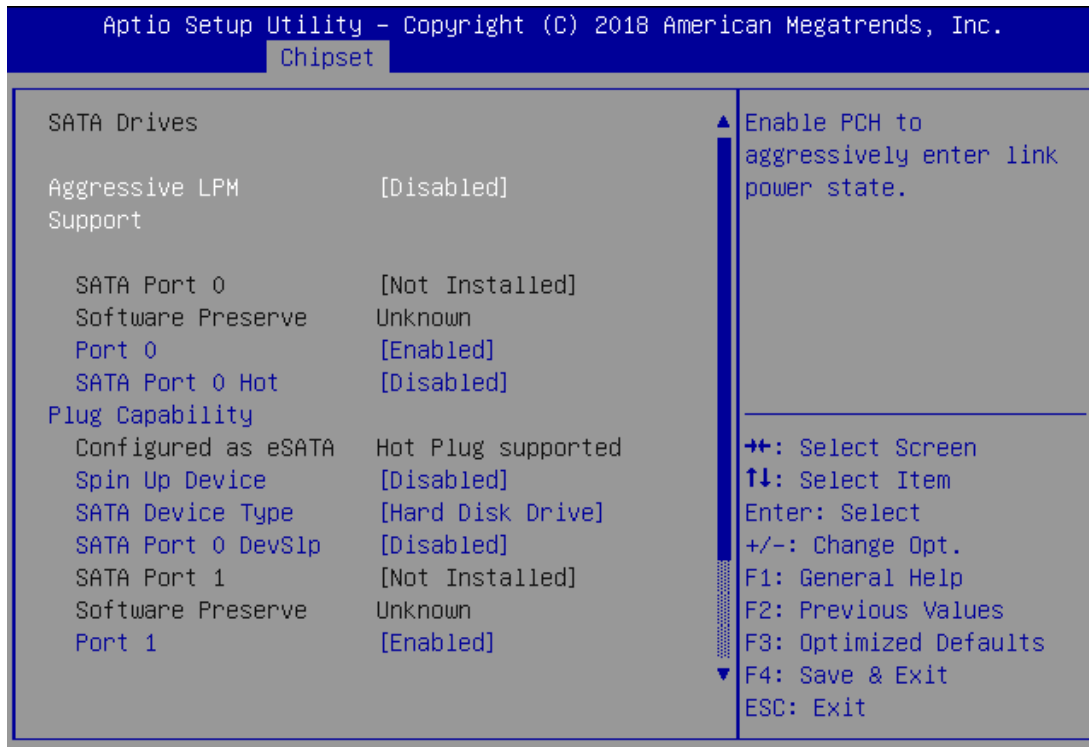 Aptio Setup Utility – Copyright (C) 2018 American Megatrends, Inc.
Chipset
SATA Drives
Aggressive LPM [Disabled]
Support
SATA Port 0 [Not Installed]
Software Preserve Unknown
Port 0 [Enabled]
SATA Port 0 Hot [Disabled]
Plug Capability
Configured as eSATA Hot Plug supported
Spin Up Device [Disabled]
SATA Device Type [Hard Disk Drive]
SATA Port 0 DevSlp [Disabled]
SATA Port 1 [Not Installed]
Software Preserve Unknown
Port 1 [Enabled]
Enable PCH to
aggressively enter link
power state.
→←: Select Screen
↑↓: Select Item
Enter: Select
+/-: Change Opt.
F1: General Help
F2: Previous Values
F3: Optimized Defaults
F4: Save & Exit
ESC: Exit